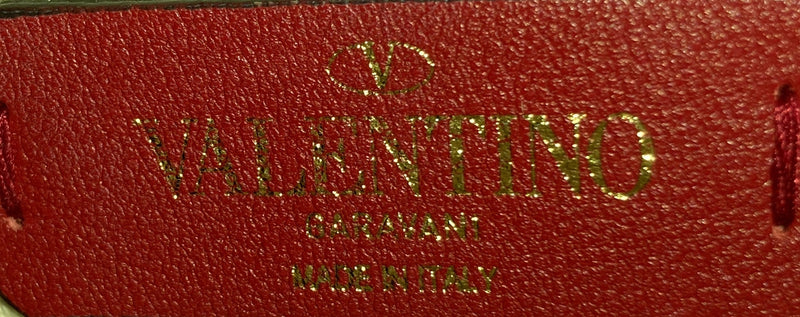 V
VALENTINO
GARAVANI
MADE IN ITALY